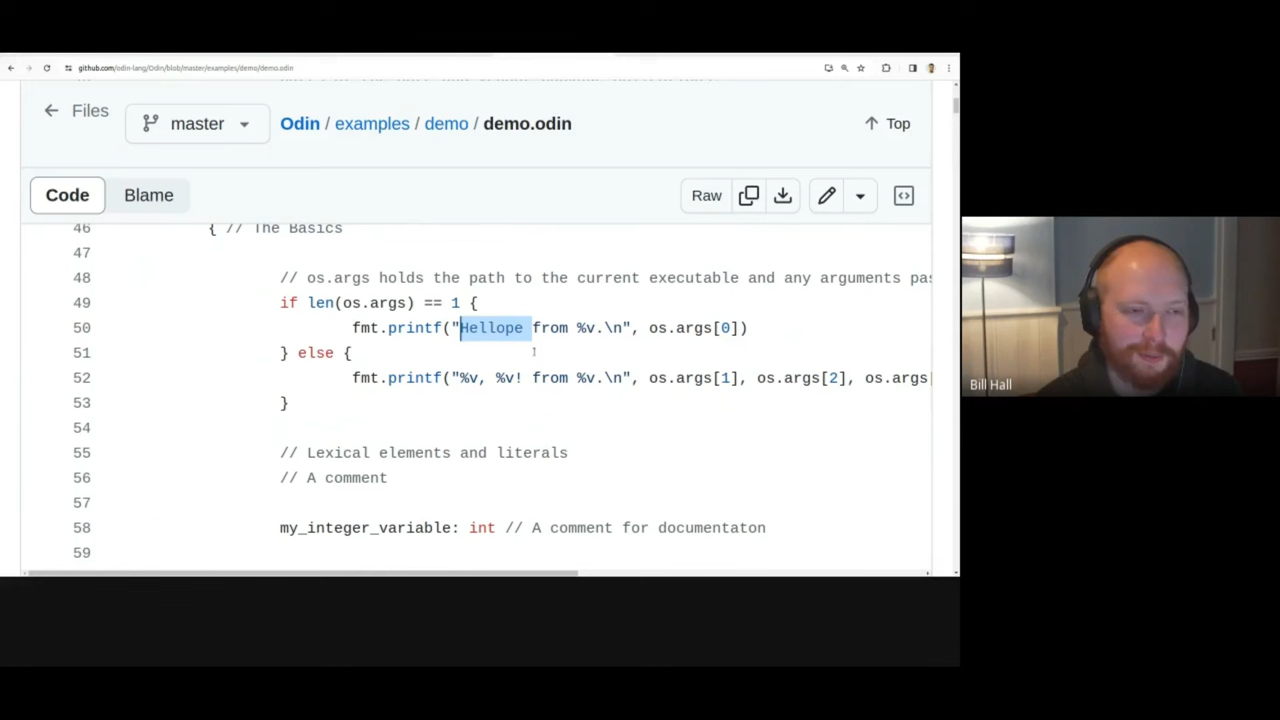 github.com/odin-lang/Odin/blob/master/examples/demo/demo.odin
Files
master
Odin / examples / demo / demo.odin
Top
Code
Blame
Raw
46 { // The Basics
47
48 // os.args holds the path to the current executable and any arguments pas
49 if len(os.args) == 1 {
50 fmt.printf("Hellope from %v.\n", os.args[0])
51 } else {
52 fmt.printf("%v, %v! from %v.\n", os.args[1], os.args[2], os.args[
53 }
54
55 // Lexical elements and literals
56 // A comment
57
58 my_integer_variable: int // A comment for documentaton
59
Bill Hall